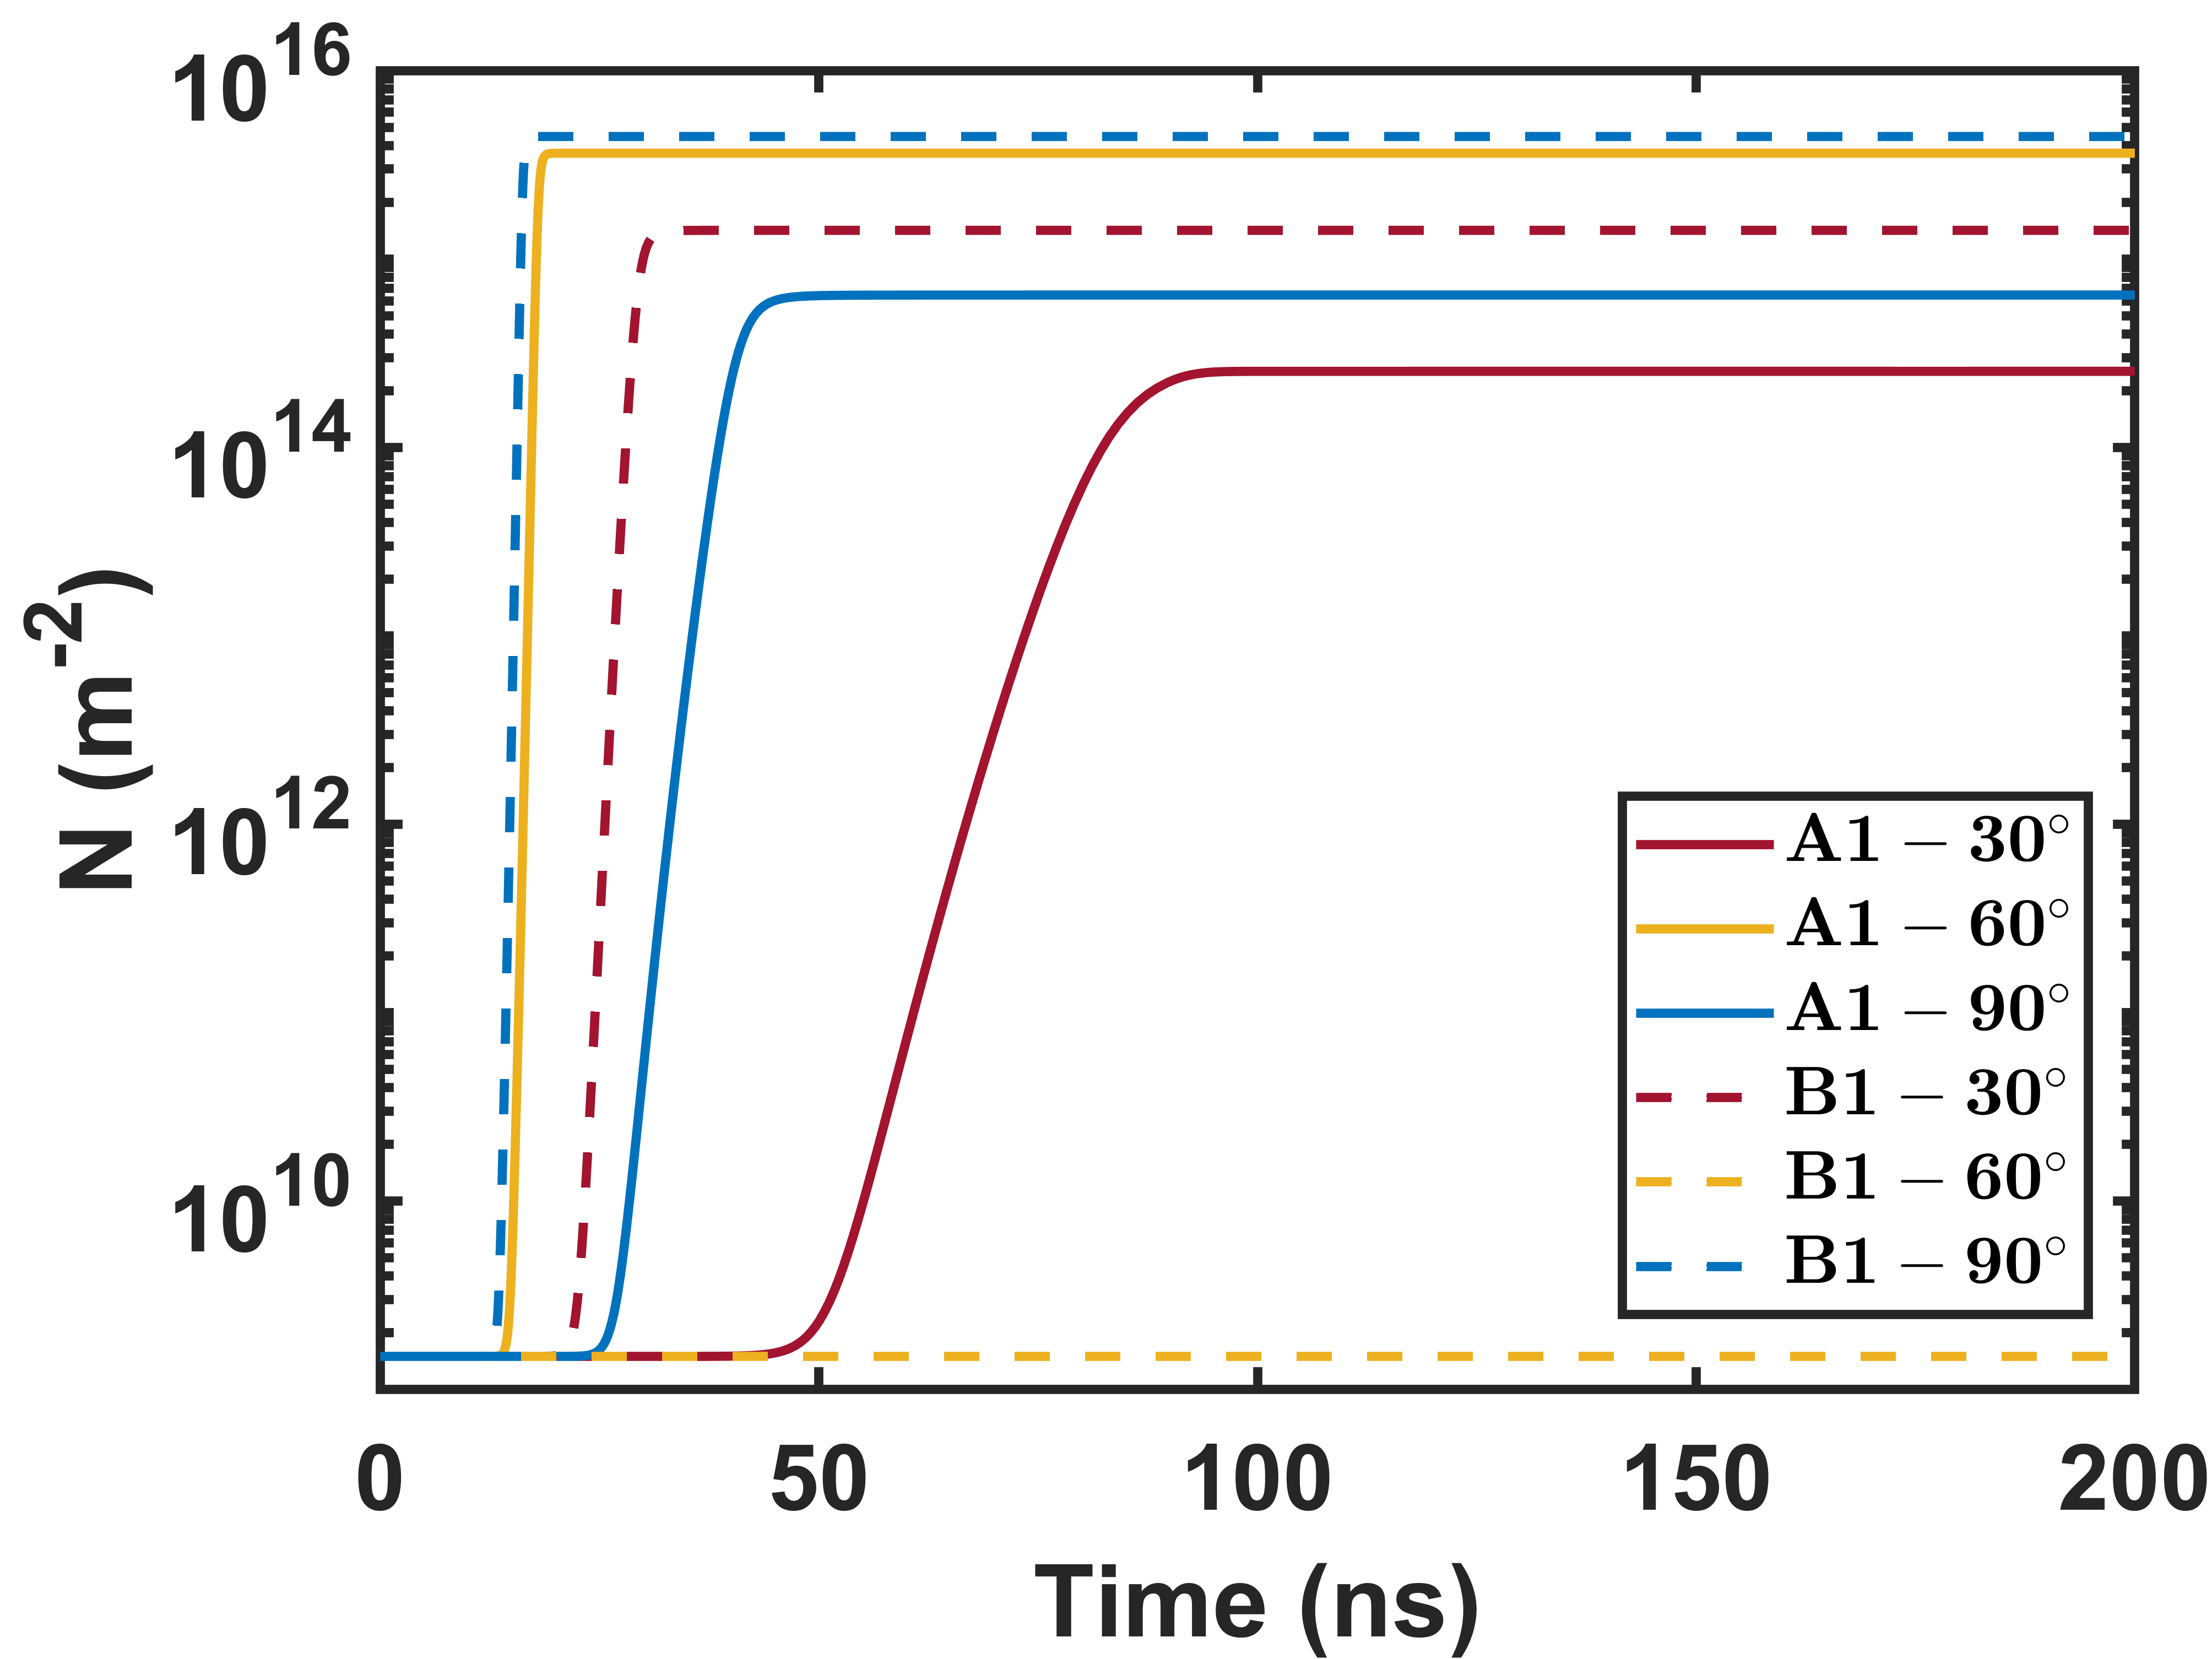 10^16
10^14
10^12
10^10
N (m^-2)
A1 – 30°
A1 – 60°
A1 – 90°
B1 – 30°
B1 – 60°
B1 – 90°
0 50 100 150 200
Time (ns)